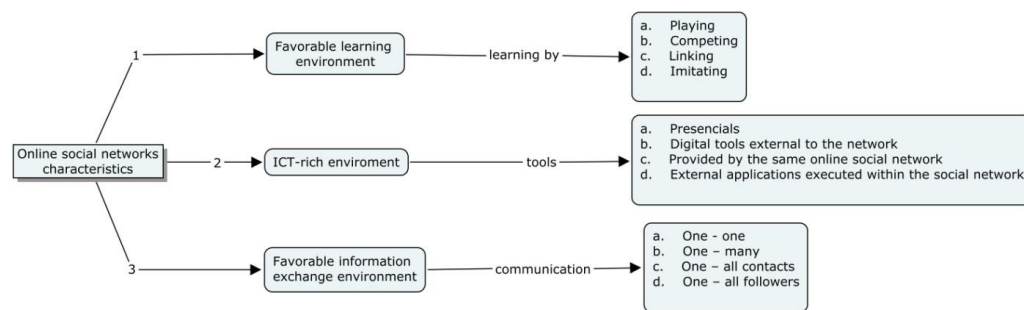 Online social networks
characteristics
1
Favorable learning
environment
learning by
a. Playing
b. Competing
c. Linking
d. Imitating
2
ICT-rich enviroment
tools
a. Presencials
b. Digital tools external to the network
c. Provided by the same online social network
d. External applications executed within the social network
3
Favorable information
exchange environment
communication
a. One - one
b. One – many
c. One – all contacts
d. One – all followers